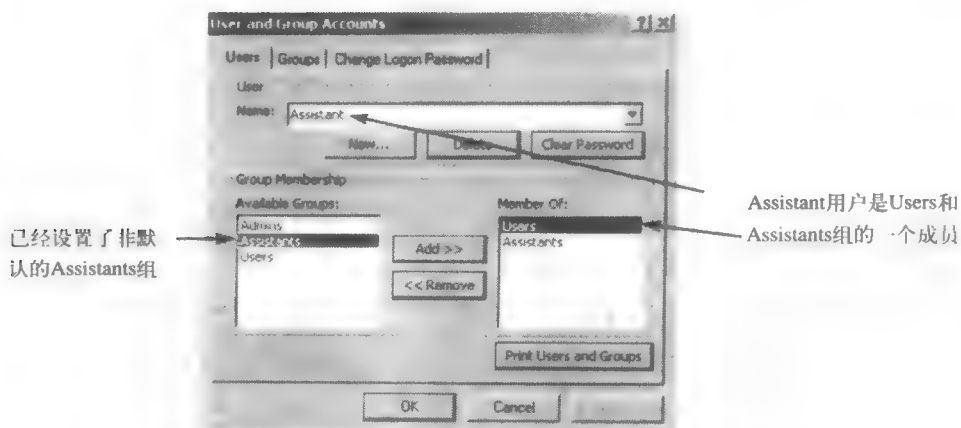 User and Group Accounts
Users
Groups
Change Logon Password
User
Name:
Assistant
New...
Delete
Clear Password
Group Membership
Available Groups:
Admins
Assistants
Users
Add >>
<< Remove
Member Of:
Users
Assistants
Print Users and Groups
OK
Cancel
已经设置了非默
认的Assistants组
Assistant用户是Users和
Assistants组的一个成员